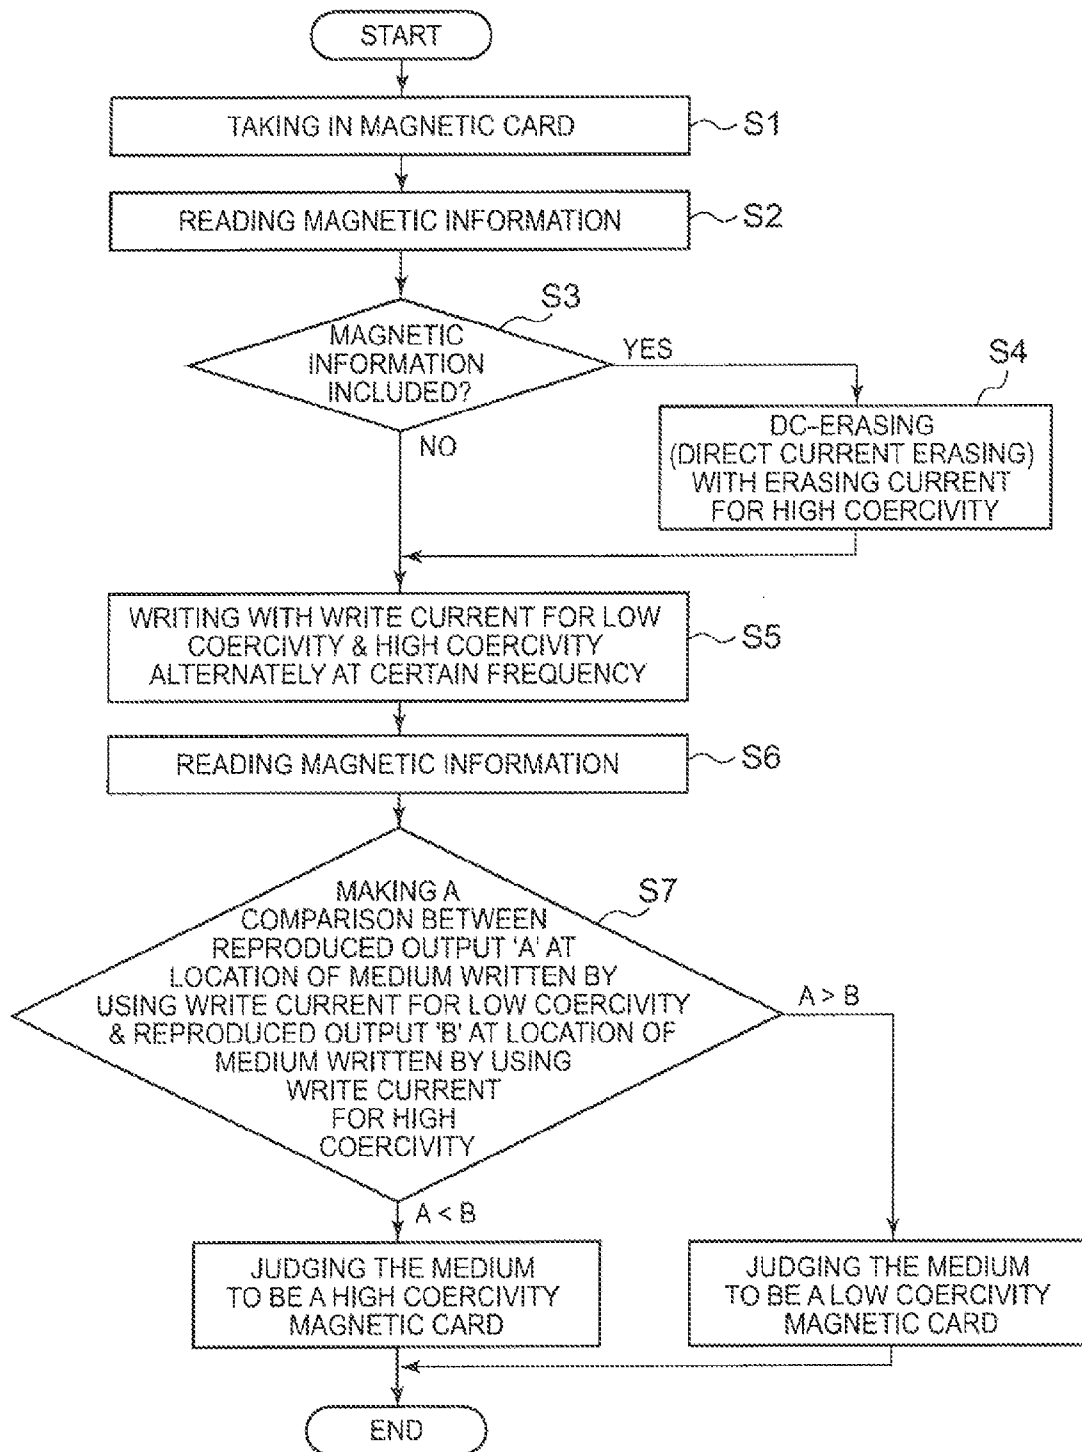 START
TAKING IN MAGNETIC CARD
S1
READING MAGNETIC INFORMATION
S2
S3
MAGNETIC
INFORMATION
INCLUDED?
YES
NO
S4
DC-ERASING
(DIRECT CURRENT ERASING)
WITH ERASING CURRENT
FOR HIGH COERCIVITY
WRITING WITH WRITE CURRENT FOR LOW
COERCIVITY & HIGH COERCIVITY
ALTERNATELY AT CERTAIN FREQUENCY
S5
READING MAGNETIC INFORMATION
S6
S7
MAKING A
COMPARISON BETWEEN
REPRODUCED OUTPUT 'A' AT
LOCATION OF MEDIUM WRITTEN BY
USING WRITE CURRENT FOR LOW COERCIVITY
& REPRODUCED OUTPUT 'B' AT LOCATION OF
MEDIUM WRITTEN BY USING
WRITE CURRENT
FOR HIGH
COERCIVITY
A > B
A < B
JUDGING THE MEDIUM
TO BE A HIGH COERCIVITY
MAGNETIC CARD
JUDGING THE MEDIUM
TO BE A LOW COERCIVITY
MAGNETIC CARD
END